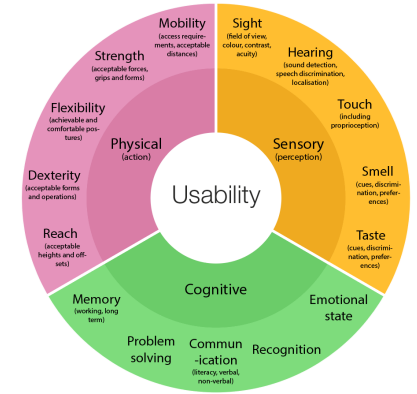 Mobility
(access require-
ments, acceptable
distances)
Strength
(acceptable forces,
grips and forms)
Flexibility
(achievable and
comfortable pos-
tures)
Dexterity
(acceptable forms
and operations)
Reach
(acceptable
heights and off-
sets)
Physical
(action)
Sight
(field of view,
colour, contrast,
acuity)
Hearing
(sound detection,
speech discrimination,
localisation)
Touch
(including
proprioception)
Smell
(cues, discrimi-
nation, prefer-
ences)
Taste
(cues, discrimi-
nation, prefer-
ences)
Sensory
(perception)
Usability
Cognitive
Memory
(working, long
term)
Problem
solving
Commun
-ication
(literacy, verbal,
non-verbal)
Recognition
Emotional
state